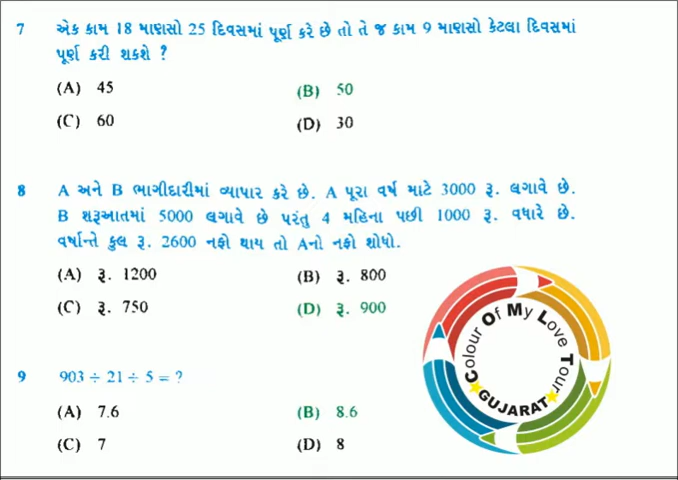 7 એક કામ 18 માણસો 25 દિવસમાં પૂર્ણ કરે છે તો તે જ કામ 9 માણસો કેટલા દિવસમાં
પૂર્ણ કરી શકશે ?
(A) 45 (B) 50
(C) 60 (D) 30
8 A અને B ભાગીદારીમાં વ્યાપાર કરે છે. A પૂરા વર્ષ માટે 3000 રૂ. લગાવે છે.
B શરૂઆતમાં 5000 લગાવે છે પરંતુ 4 મહિના પછી 1000 રૂ. વધારે છે.
વર્ષાન્તે કુલ રૂ. 2600 નફો થાય તો Aનો નફો શોધો.
(A) રૂ. 1200 (B) રૂ. 800
(C) રૂ. 750 (D) રૂ. 900
9 903 ÷ 21 ÷ 5 = ?
(A) 7.6 (B) 8.6
(C) 7 (D) 8
Colour Of My Love Tour
GUJARAT